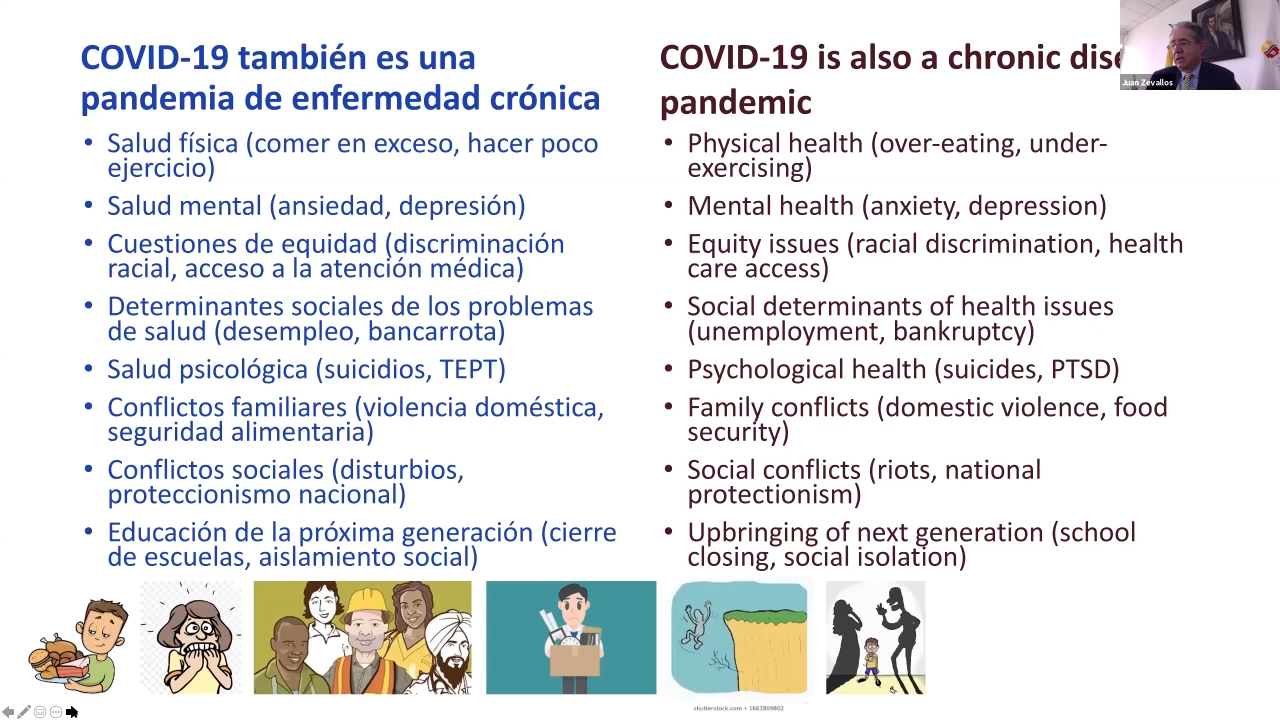 COVID-19 también es una
pandemia de enfermedad crónica
• Salud física (comer en exceso, hacer poco
ejercicio)
• Salud mental (ansiedad, depresión)
• Cuestiones de equidad (discriminación
racial, acceso a la atención médica)
• Determinantes sociales de los problemas
de salud (desempleo, bancarrota)
• Salud psicológica (suicidios, TEPT)
• Conflictos familiares (violencia doméstica,
seguridad alimentaria)
• Conflictos sociales (disturbios,
proteccionismo nacional)
• Educación de la próxima generación (cierre
de escuelas, aislamiento social)
COVID-19 is also a chronic dise
pandemic
• Physical health (over-eating, under-
exercising)
• Mental health (anxiety, depression)
• Equity issues (racial discrimination, health
care access)
• Social determinants of health issues
(unemployment, bankruptcy)
• Psychological health (suicides, PTSD)
• Family conflicts (domestic violence, food
security)
• Social conflicts (riots, national
protectionism)
• Upbringing of next generation (school
closing, social isolation)
Juan Zevallos
shutterstock.com • 1663809802